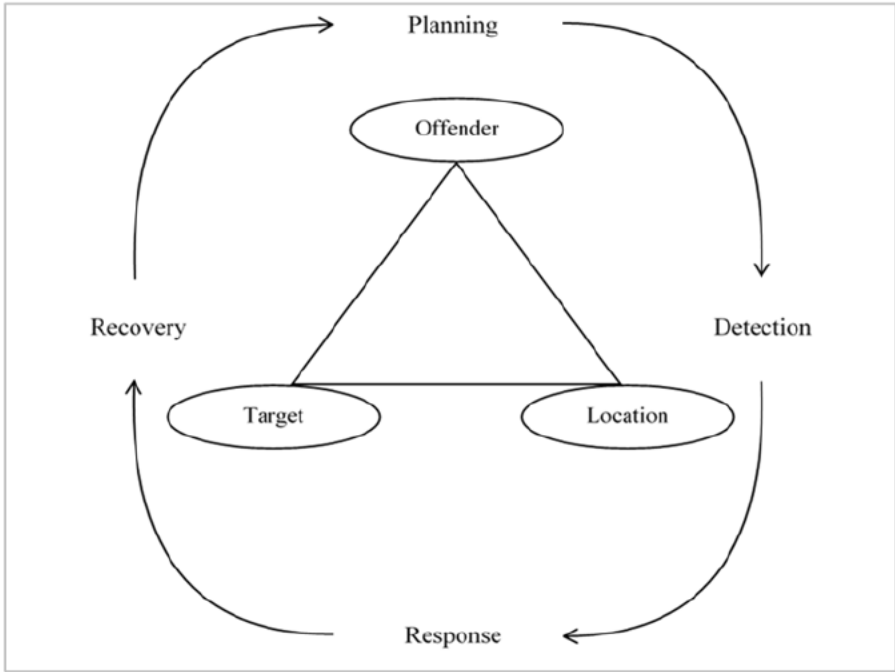 Planning
Offender
Recovery
Detection
Target
Location
Response